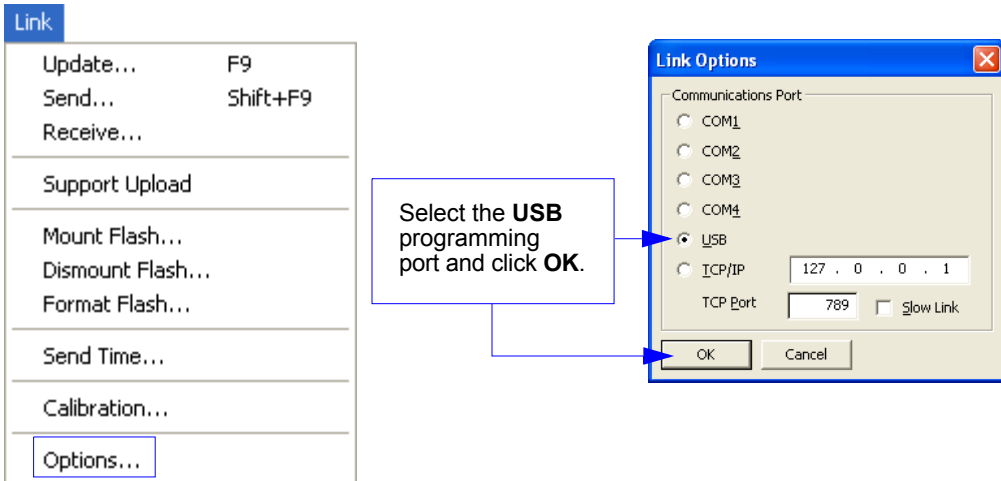 Link
Update... F9
Send... Shift+F9
Receive...
Support Upload
Mount Flash...
Dismount Flash...
Format Flash...
Send Time...
Calibration...
Options...
Select the USB
programming
port and click OK.
Link Options
Communications Port
COM1
COM2
COM3
COM4
USB
TCP/IP 127 . 0 . 0 . 1
TCP Port 789 Slow Link
OK Cancel